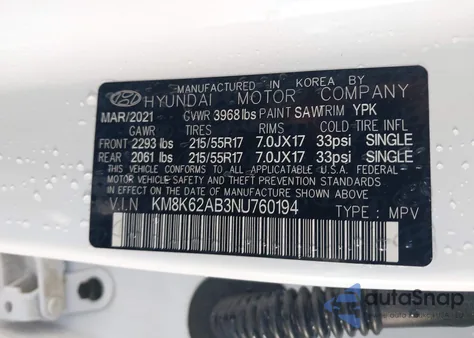 MANUFACTURED IN KOREA BY
HYUNDAI MOTOR COMPANY
MAR/2021 GVWR 3968 lbs PAINT SAW TRIM YPK
GAWR TIRES RIMS COLD TIRE INFL
FRONT 2293 lbs 215/55R17 7.0JX17 33psi SINGLE
REAR 2061 lbs 215/55R17 7.0JX17 33psi SINGLE
THIS VEHICLE CONFORMS TO ALL APPLICABLE U.S. FEDERAL MOTOR
VEHICLE SAFETY AND THEFT PREVENTION STANDARDS IN EFFECT ON
THE DATE OF MANUFACTURE SHOWN ABOVE.
V.I.N KM8K62AB3NU760194 TYPE : MPV
autoSnap